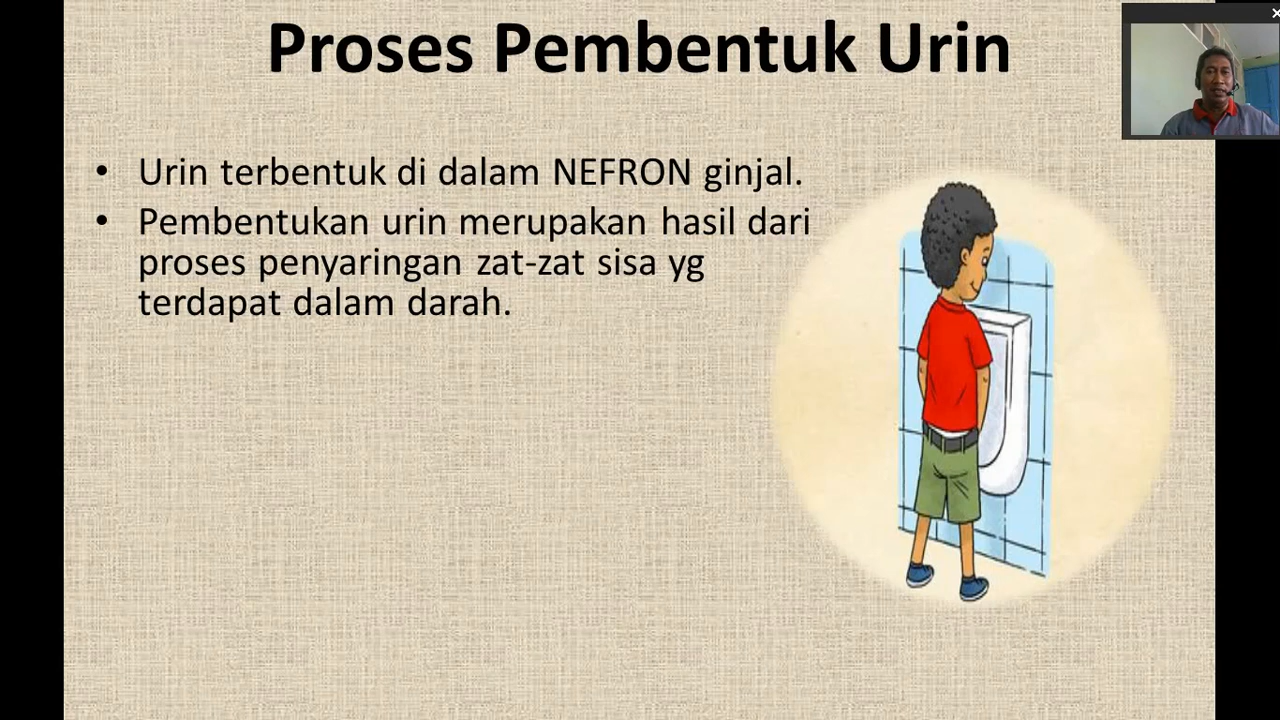 Proses Pembentuk Urin
• Urin terbentuk di dalam NEFRON ginjal.
• Pembentukan urin merupakan hasil dari
proses penyaringan zat-zat sisa yg
terdapat dalam darah.